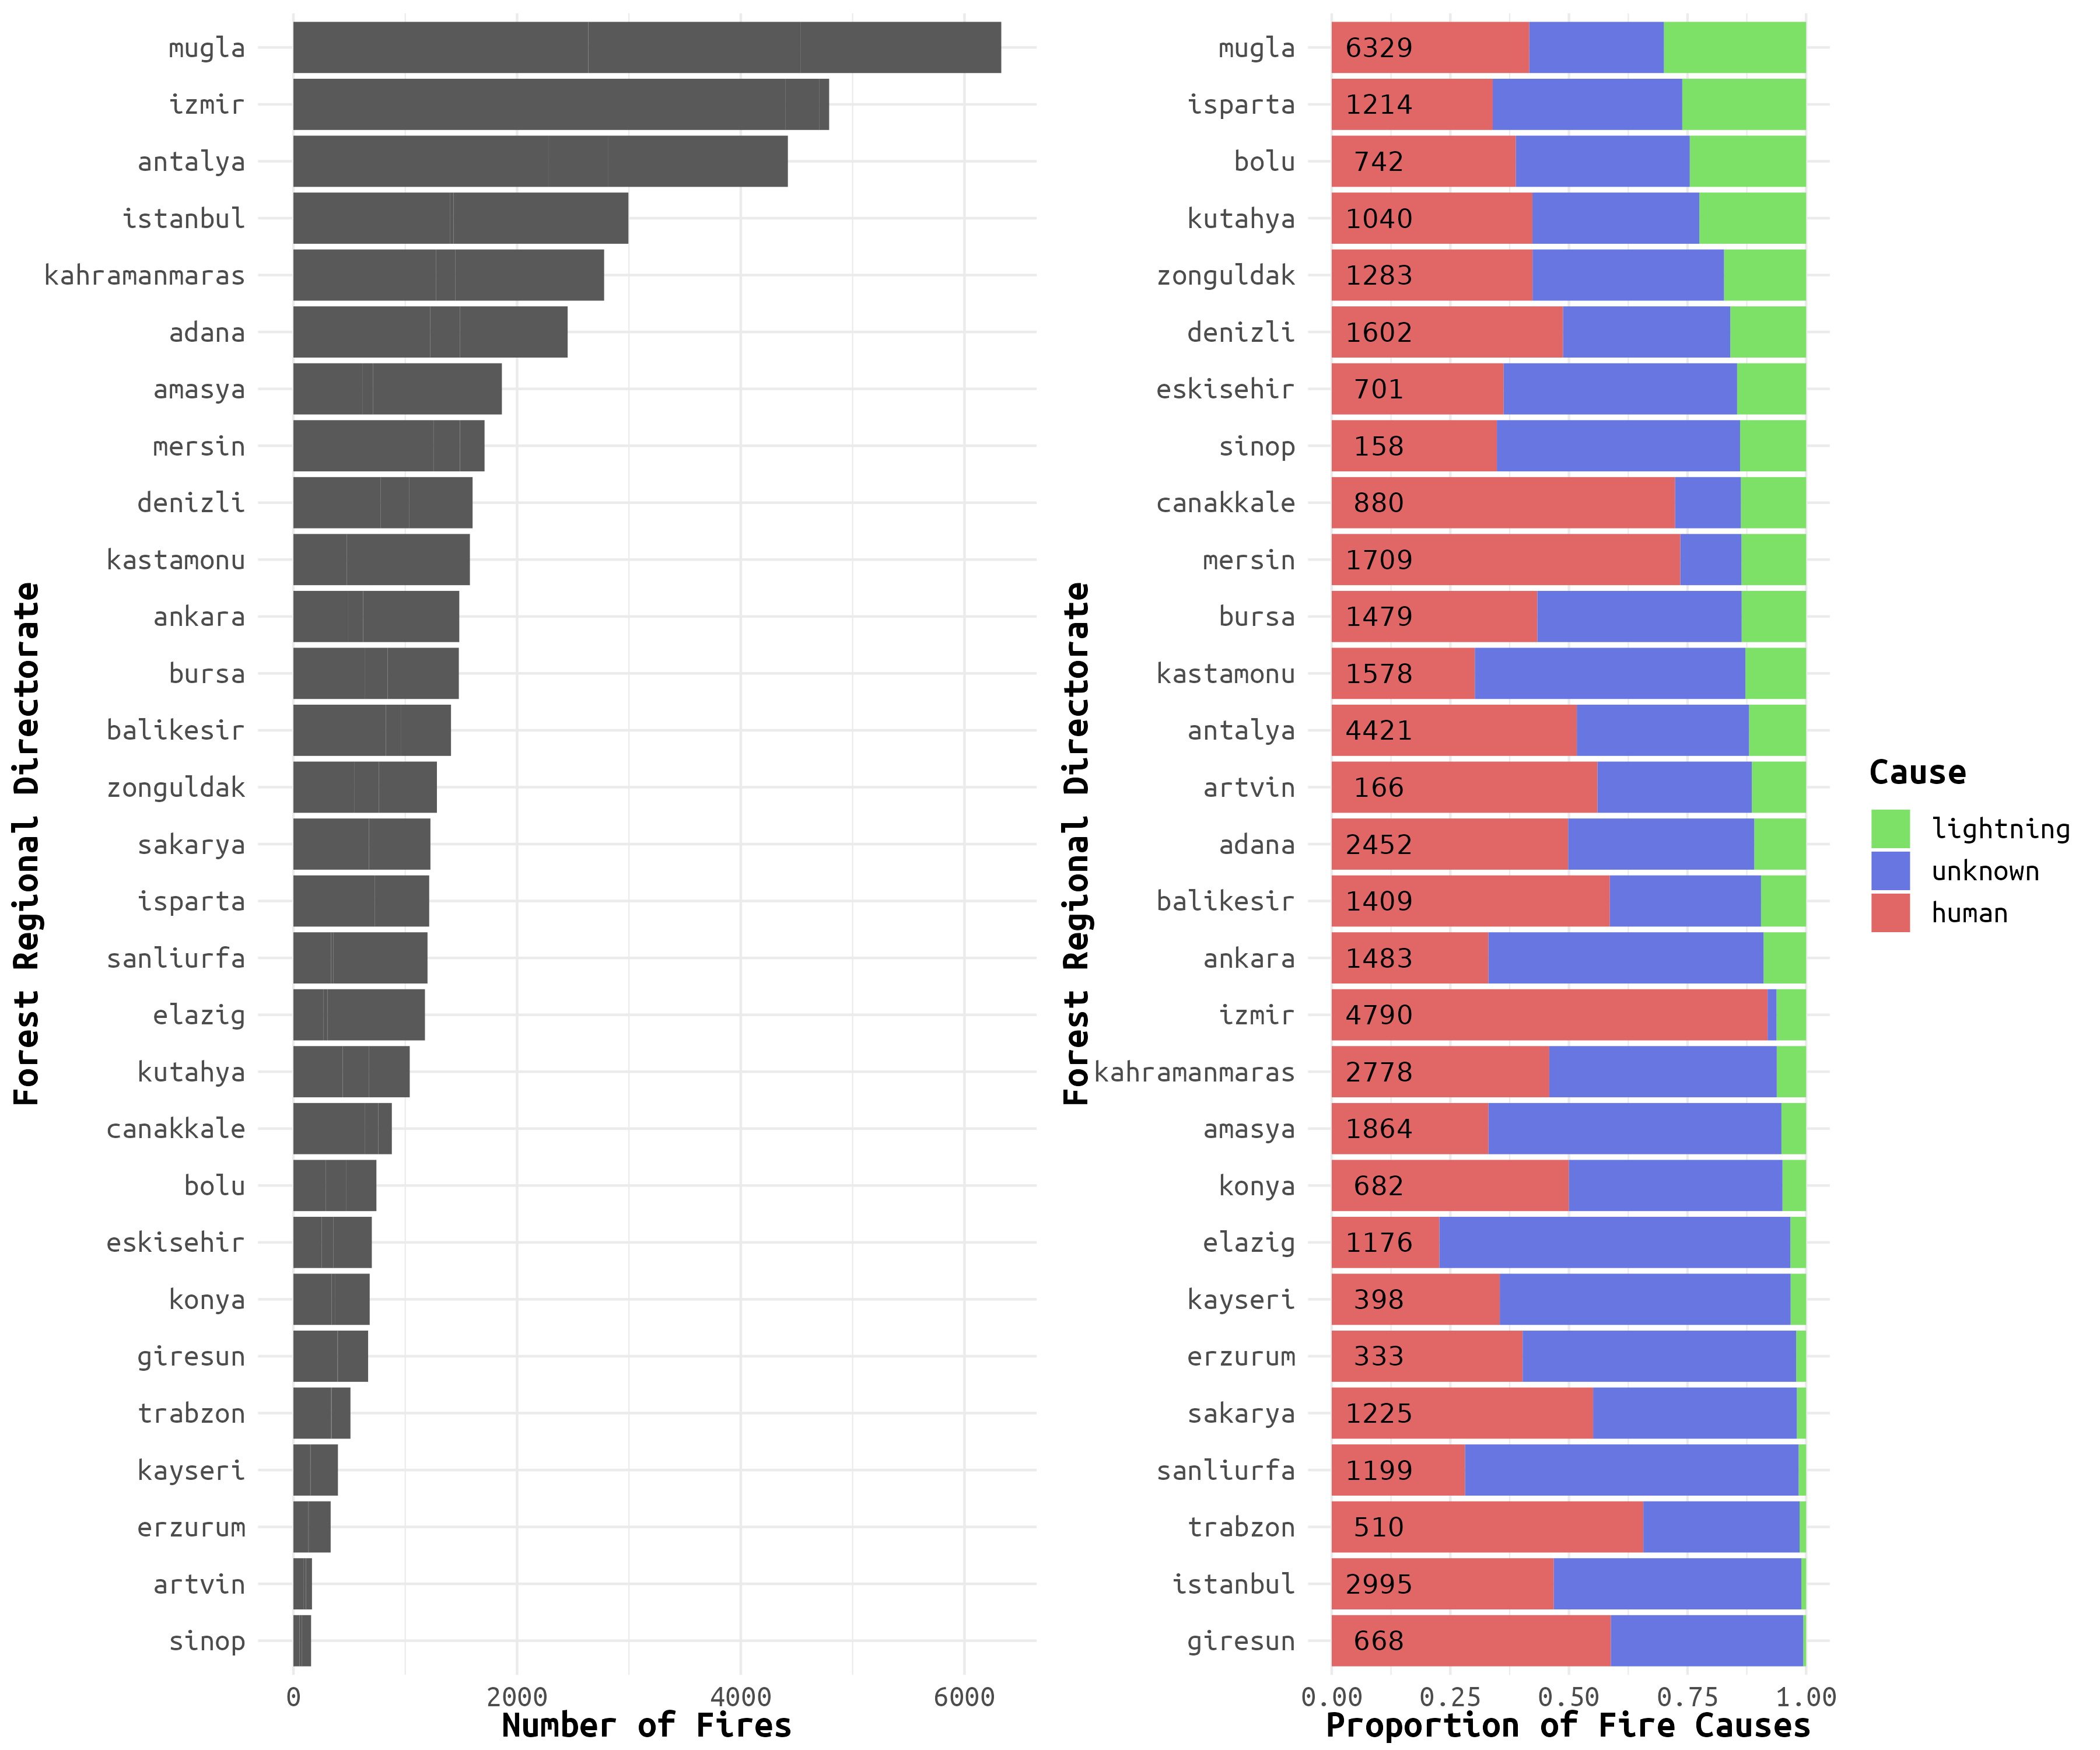 Forest Regional Directorate
mugla
izmir
antalya
istanbul
kahramanmaras
adana
amasya
mersin
denizli
kastamonu
ankara
bursa
balikesir
zonguldak
sakarya
isparta
sanliurfa
elazig
kutahya
canakkale
bolu
eskisehir
konya
giresun
trabzon
kayseri
erzurum
artvin
sinop
0 2000 4000 6000
Number of Fires
Forest Regional Directorate
mugla 6329
isparta 1214
bolu 742
kutahya 1040
zonguldak 1283
denizli 1602
eskisehir 701
sinop 158
canakkale 880
mersin 1709
bursa 1479
kastamonu 1578
antalya 4421
artvin 166
adana 2452
balikesir 1409
ankara 1483
izmir 4790
kahramanmaras 2778
amasya 1864
konya 682
elazig 1176
kayseri 398
erzurum 333
sakarya 1225
sanliurfa 1199
trabzon 510
istanbul 2995
giresun 668
0.00 0.25 0.50 0.75 1.00
Proportion of Fire Causes
Cause
lightning
unknown
human